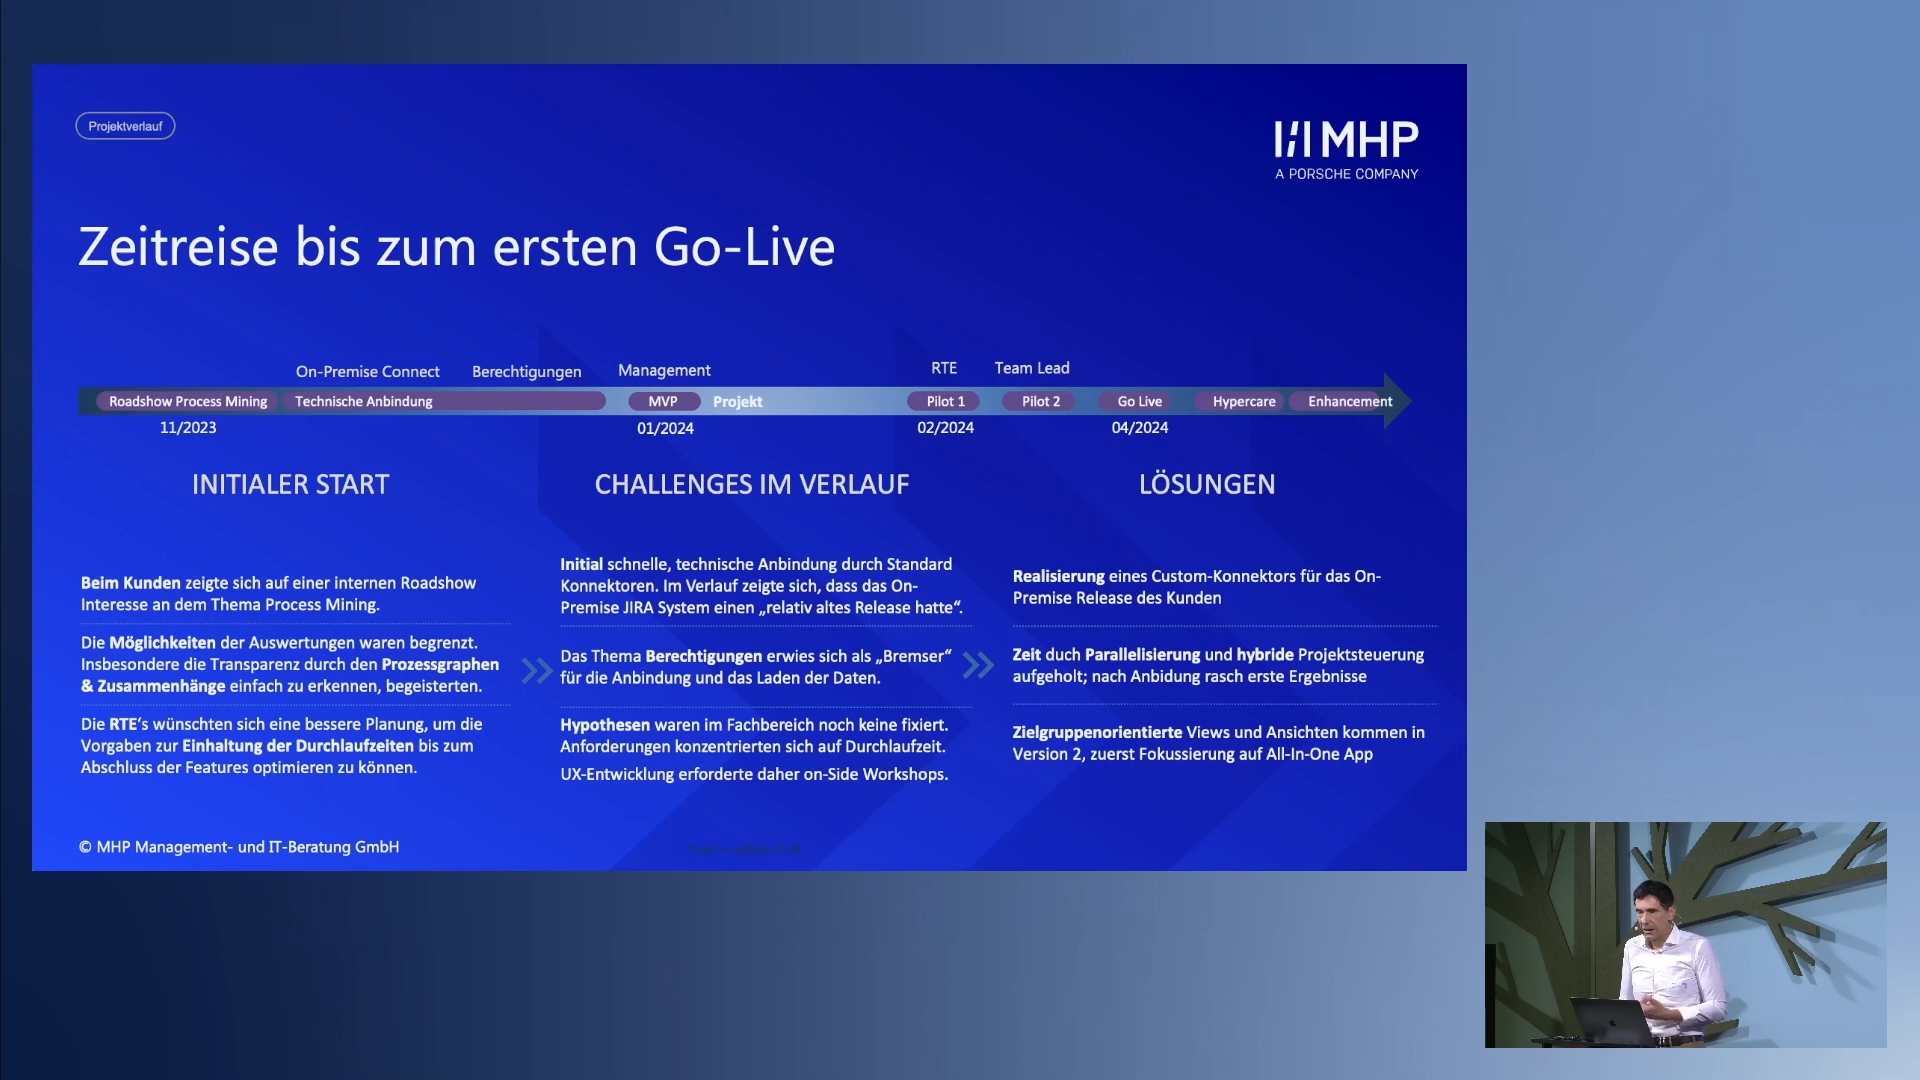 Projektverlauf
MHP
A PORSCHE COMPANY
Zeitreise bis zum ersten Go-Live
On-Premise Connect Berechtigungen Management RTE Team Lead
Roadshow Process Mining Technische Anbindung MVP Projekt Pilot 1 Pilot 2 Go Live Hypercare Enhancement
11/2023 01/2024 02/2024 04/2024
INITIALER START
Beim Kunden zeigte sich auf einer internen Roadshow
Interesse an dem Thema Process Mining.
Die Möglichkeiten der Auswertungen waren begrenzt.
Insbesondere die Transparenz durch den Prozessgraphen
& Zusammenhänge einfach zu erkennen, begeisterten.
Die RTE's wünschten sich eine bessere Planung, um die
Vorgaben zur Einhaltung der Durchlaufzeiten bis zum
Abschluss der Features optimieren zu können.
CHALLENGES IM VERLAUF
Initial schnelle, technische Anbindung durch Standard
Konnektoren. Im Verlauf zeigte sich, dass das On-
Premise JIRA System einen „relativ altes Release hatte“.
Das Thema Berechtigungen erwies sich als „Bremser“
für die Anbindung und das Laden der Daten.
Hypothesen waren im Fachbereich noch keine fixiert.
Anforderungen konzentrierten sich auf Durchlaufzeit.
UX-Entwicklung erforderte daher on-Side Workshops.
LÖSUNGEN
Realisierung eines Custom-Konnektors für das On-
Premise Release des Kunden
Zeit duch Parallelisierung und hybride Projektsteuerung
aufgeholt; nach Anbidung rasch erste Ergebnisse
Zielgruppenorientierte Views und Ansichten kommen in
Version 2, zuerst Fokussierung auf All-In-One App
© MHP Management- und IT-Beratung GmbH